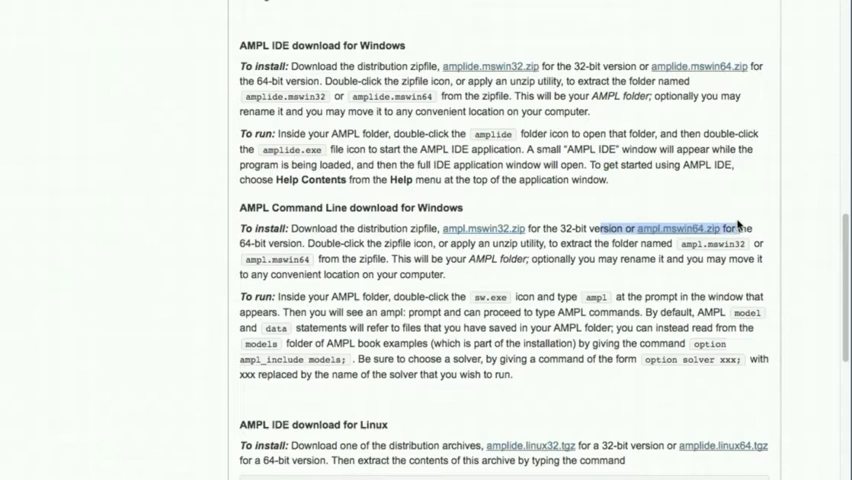 AMPL IDE download for Windows
To install: Download the distribution zipfile, amplide.mswin32.zip for the 32-bit version or amplide.mswin64.zip for
the 64-bit version. Double-click the zipfile icon, or apply an unzip utility, to extract the folder named
amplide.mswin32 or amplide.mswin64 from the zipfile. This will be your AMPL folder; optionally you may
rename it and you may move it to any convenient location on your computer.
To run: Inside your AMPL folder, double-click the amplide folder icon to open that folder, and then double-click
the amplide.exe file icon to start the AMPL IDE application. A small "AMPL IDE" window will appear while the
program is being loaded, and then the full IDE application window will open. To get started using AMPL IDE,
choose Help Contents from the Help menu at the top of the application window.
AMPL Command Line download for Windows
To install: Download the distribution zipfile, ampl.mswin32.zip for the 32-bit version or ampl.mswin64.zip for the
64-bit version. Double-click the zipfile icon, or apply an unzip utility, to extract the folder named ampl.mswin32 or
ampl.mswin64 from the zipfile. This will be your AMPL folder; optionally you may rename it and you may move it
to any convenient location on your computer.
To run: Inside your AMPL folder, double-click the sw.exe icon and type ampl at the prompt in the window that
appears. Then you will see an ampl: prompt and can proceed to type AMPL commands. By default, AMPL model
and data statements will refer to files that you have saved in your AMPL folder; you can instead read from the
models folder of AMPL book examples (which is part of the installation) by giving the command option
ampl_include models; . Be sure to choose a solver, by giving a command of the form option solver xxx; with
xxx replaced by the name of the solver that you wish to run.
AMPL IDE download for Linux
To install: Download one of the distribution archives, amplide.linux32.tgz for a 32-bit version or amplide.linux64.tgz
for a 64-bit version. Then extract the contents of this archive by typing the command